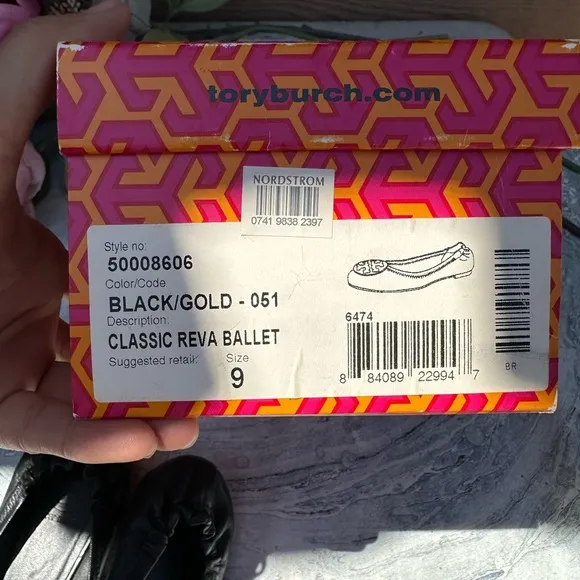 toryburch.com
NORDSTROM
0741 9838 2397
Style no:
50008606
Color/Code
BLACK/GOLD - 051
Description:
CLASSIC REVA BALLET
Suggested retail: Size
9
6474
8 84089 22994 7
BR